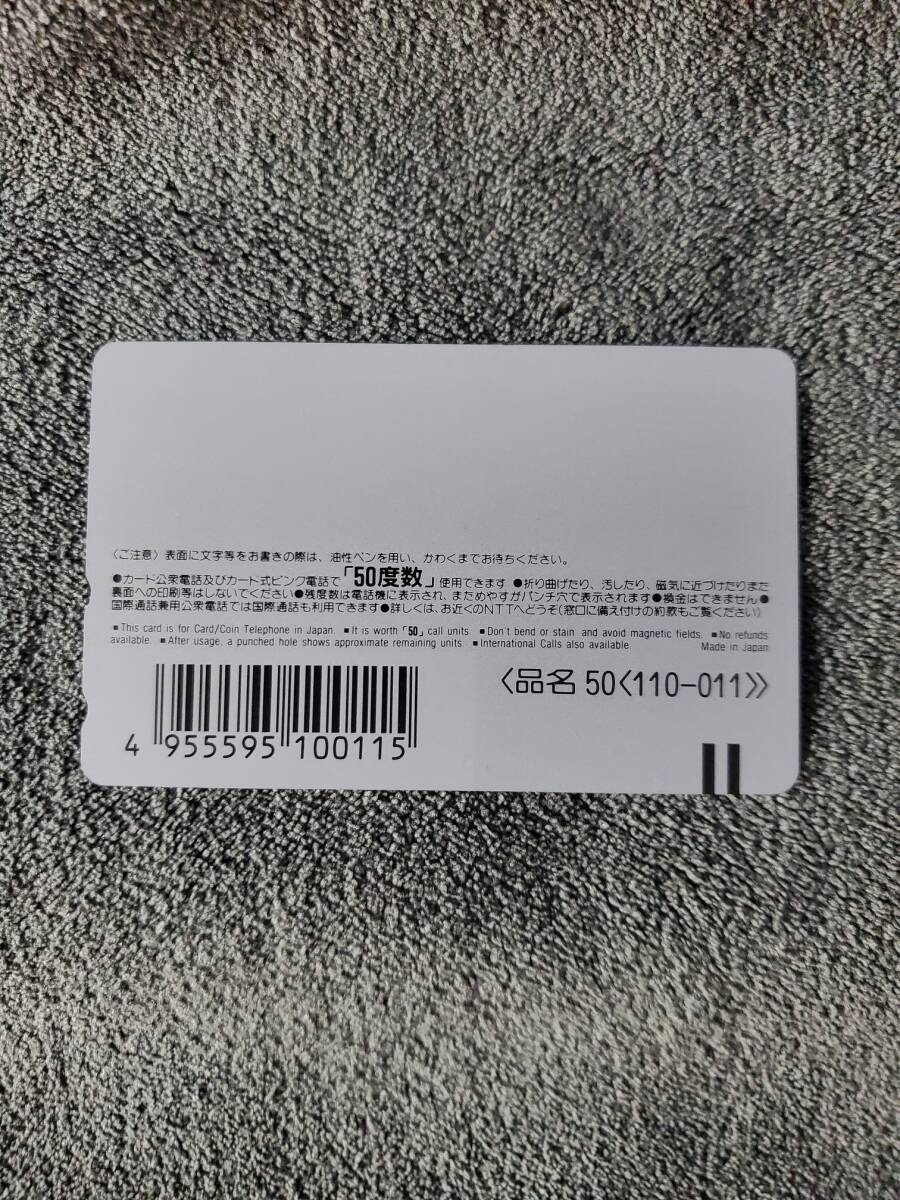 〈ご注意〉表面に文字等をお書きの際は、油性ペンを用い、かわくまでお待ちください。
●カード公衆電話及びカード式ピンク電話で「50度数」使用できます ●折り曲げたり、汚したり、磁気に近づけたりまた
裏面への印刷等はしないでください●残度数は電話機に表示され、まためやすがパンチ穴で表示されます●換金はできません●
国際通話兼用公衆電話では国際通話も利用できます●詳しくは、お近くのNTTへどうぞ(窓口に備え付けの約款もご覧ください)
■This card is for Card/Coin Telephone in Japan. ■It is worth「50」call units. ■Don't bend or stain and avoid magnetic fields. ■No refunds
available. ■After usage, a punched hole shows approximate remaining units. ■International Calls also available. Made in Japan
〈品名 50〈110-011〉〉
4 955595 100115